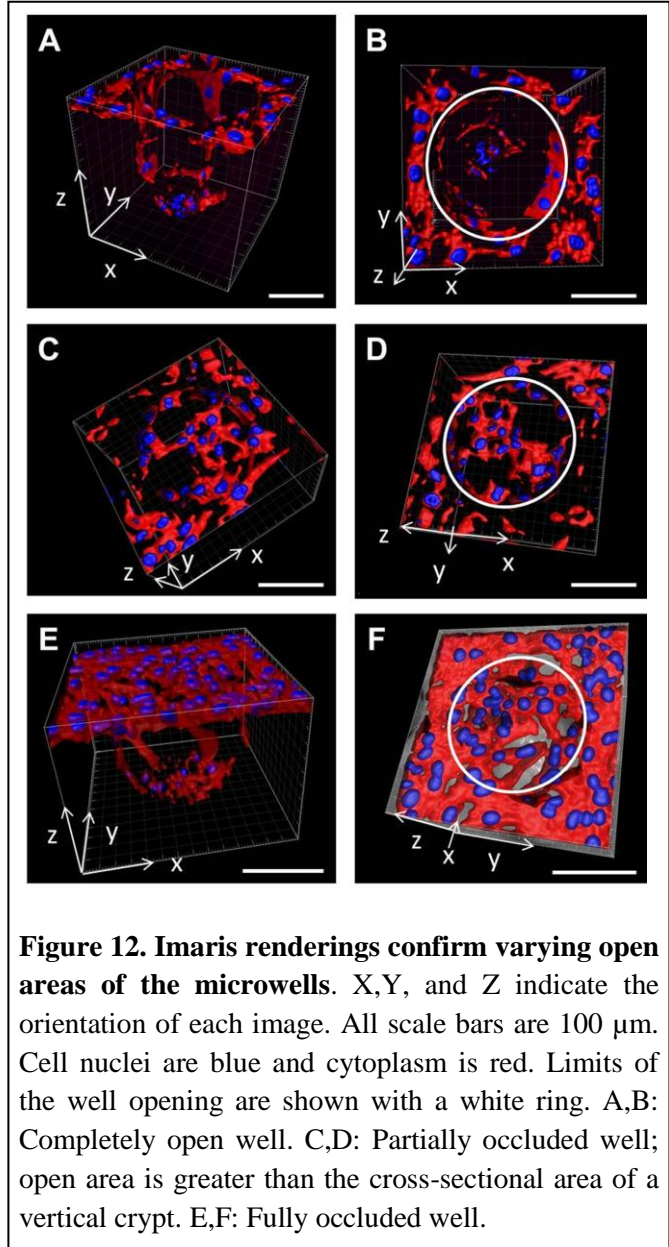 A
B
z
y
x
y
z
x
C
D
z
y
x
z
y
x
E
F
z
y
x
z
x
y
Figure 12. Imaris renderings confirm varying open
areas of the microwells. X,Y, and Z indicate the
orientation of each image. All scale bars are 100 µm.
Cell nuclei are blue and cytoplasm is red. Limits of
the well opening are shown with a white ring. A,B:
Completely open well. C,D: Partially occluded well;
open area is greater than the cross-sectional area of a
vertical crypt. E,F: Fully occluded well.